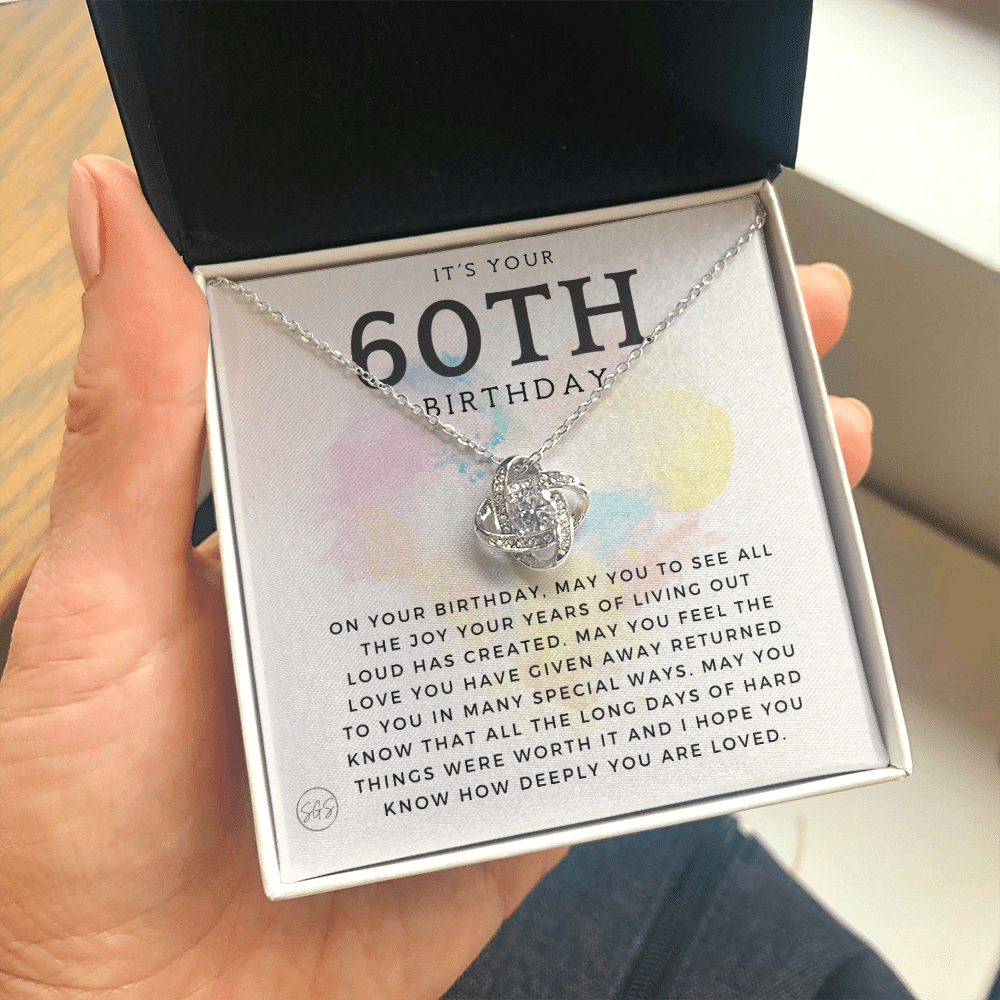 IT'S YOUR
60TH
BIRTHDAY
ON YOUR BIRTHDAY, MAY YOU TO SEE ALL
THE JOY YOUR YEARS OF LIVING OUT
LOUD HAS CREATED. MAY YOU FEEL THE
LOVE YOU HAVE GIVEN AWAY RETURNED
TO YOU IN MANY SPECIAL WAYS. MAY YOU
KNOW THAT ALL THE LONG DAYS OF HARD
THINGS WERE WORTH IT AND I HOPE YOU
KNOW HOW DEEPLY YOU ARE LOVED.
SGS